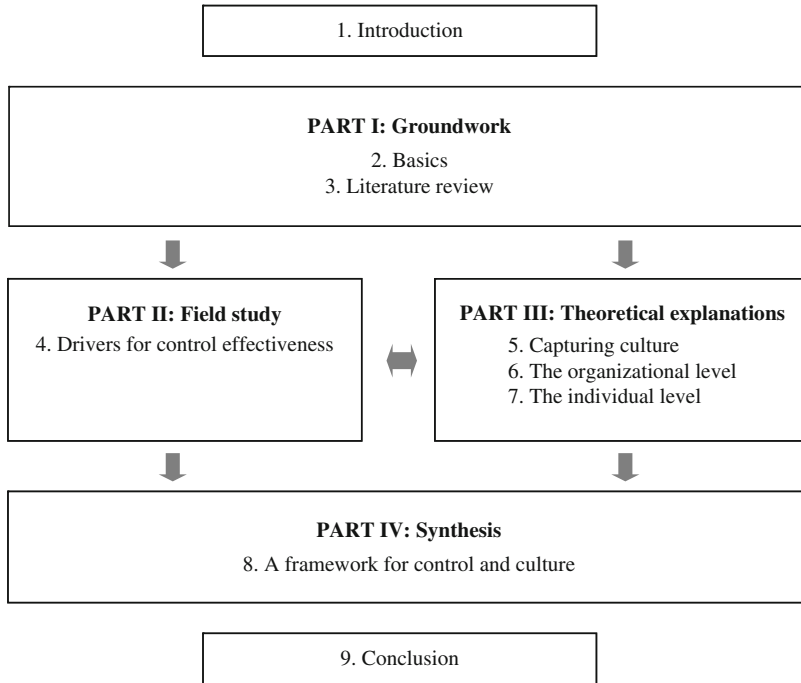 1. Introduction
PART I: Groundwork
2. Basics
3. Literature review
PART II: Field study
4. Drivers for control effectiveness
PART III: Theoretical explanations
5. Capturing culture
6. The organizational level
7. The individual level
PART IV: Synthesis
8. A framework for control and culture
9. Conclusion